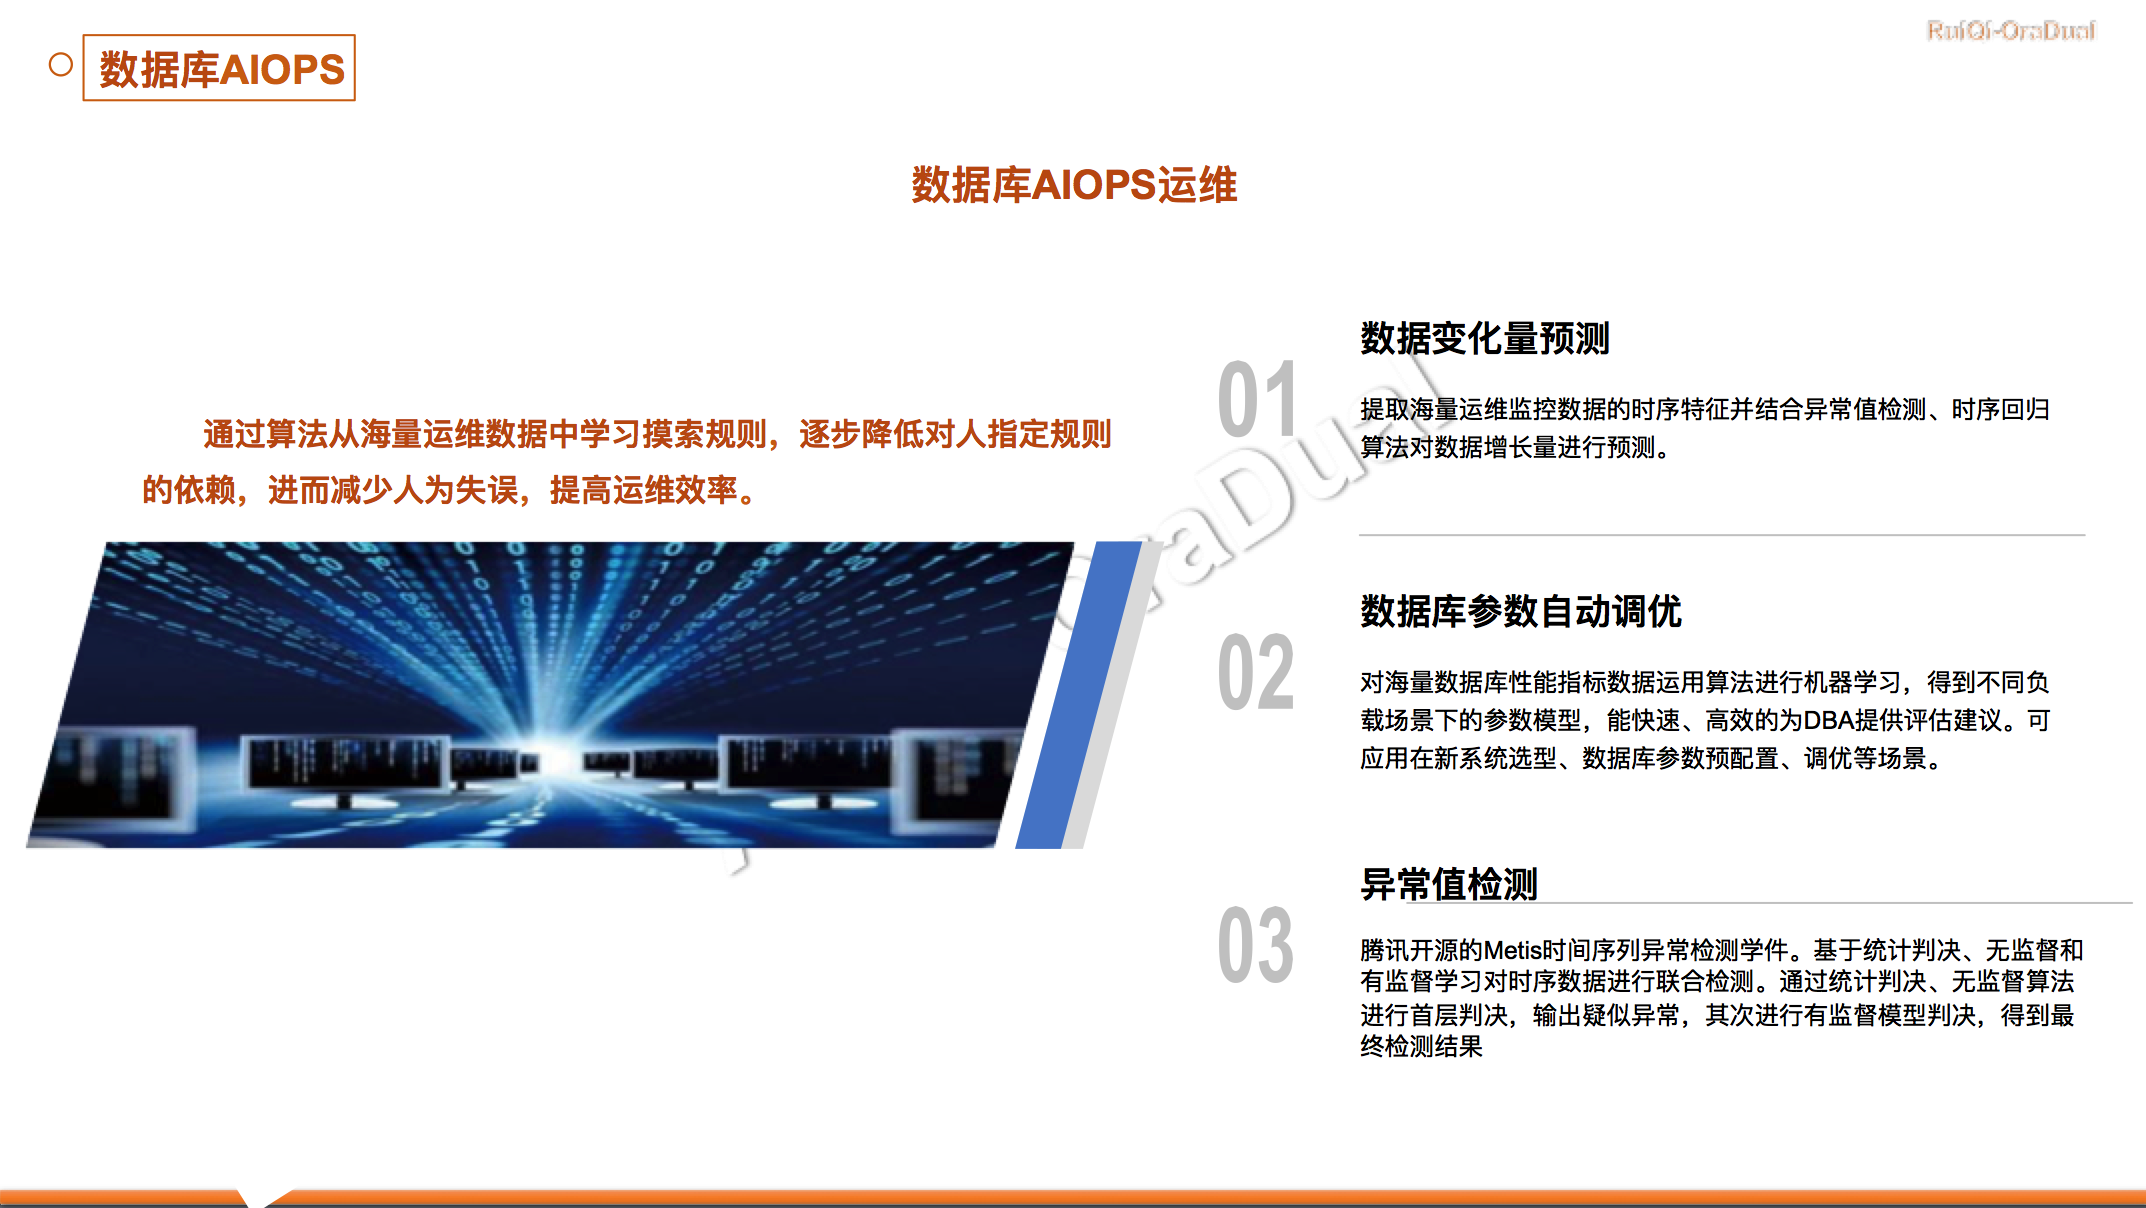 RuiQi-OraDual
数据库AIOPS
数据库AIOPS运维
通过算法从海量运维数据中学习摸索规则，逐步降低对人指定规则
的依赖，进而减少人为失误，提高运维效率。
01
数据变化量预测
提取海量运维监控数据的时序特征并结合异常值检测、时序回归
算法对数据增长量进行预测。
02
数据库参数自动调优
对海量数据库性能指标数据运用算法进行机器学习，得到不同负
载场景下的参数模型，能快速、高效的为DBA提供评估建议。可
应用在新系统选型、数据库参数预配置、调优等场景。
03
异常值检测
腾讯开源的Metis时间序列异常检测学件。基于统计判决、无监督和
有监督学习对时序数据进行联合检测。通过统计判决、无监督算法
进行首层判决，输出疑似异常，其次进行有监督模型判决，得到最
终检测结果
OraDual